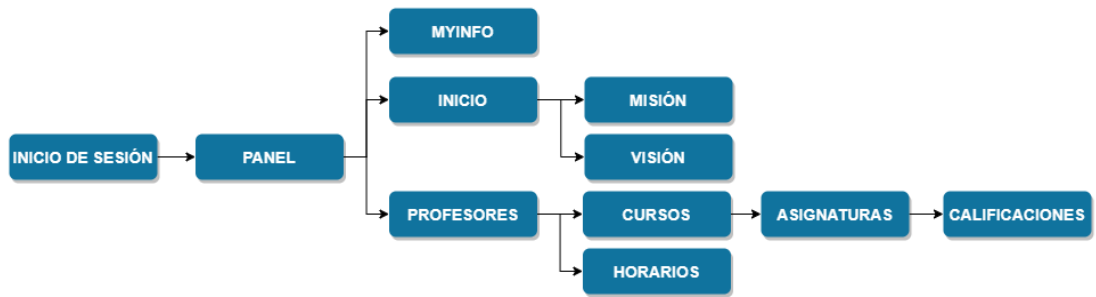 MYINFO
INICIO
MISIÓN
INICIO DE SESIÓN
PANEL
VISIÓN
PROFESORES
CURSOS
ASIGNATURAS
CALIFICACIONES
HORARIOS